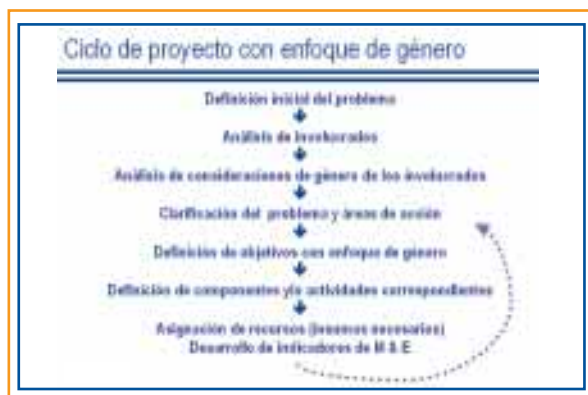 Ciclo de proyecto con enfoque de género
Definición inicial del problema
Análisis de involucrados
Análisis de consideraciones de género de los involucrados
Clarificación del problema y áreas de acción
Definición de objetivos con enfoque de género
Definición de componentes y/o actividades correspondientes
Asignación de recursos (insumos necesarios)
Desarrollo de indicadores de M & E